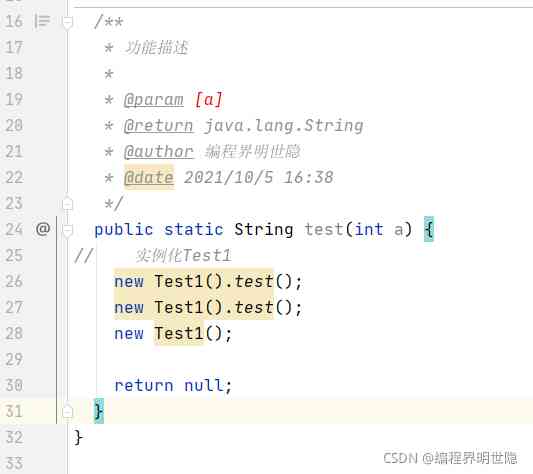 16 /**
17 * 功能描述
18 *
19 * @param [a]
20 * @return java.lang.String
21 * @author 编程界明世隐
22 * @date 2021/10/5 16:38
23 */
24 @ public static String test(int a) {
25 // 实例化Test1
26 new Test1().test();
27 new Test1().test();
28 new Test1();
29
30 return null;
31 }
32 }
33
CSDN @编程界明世隐